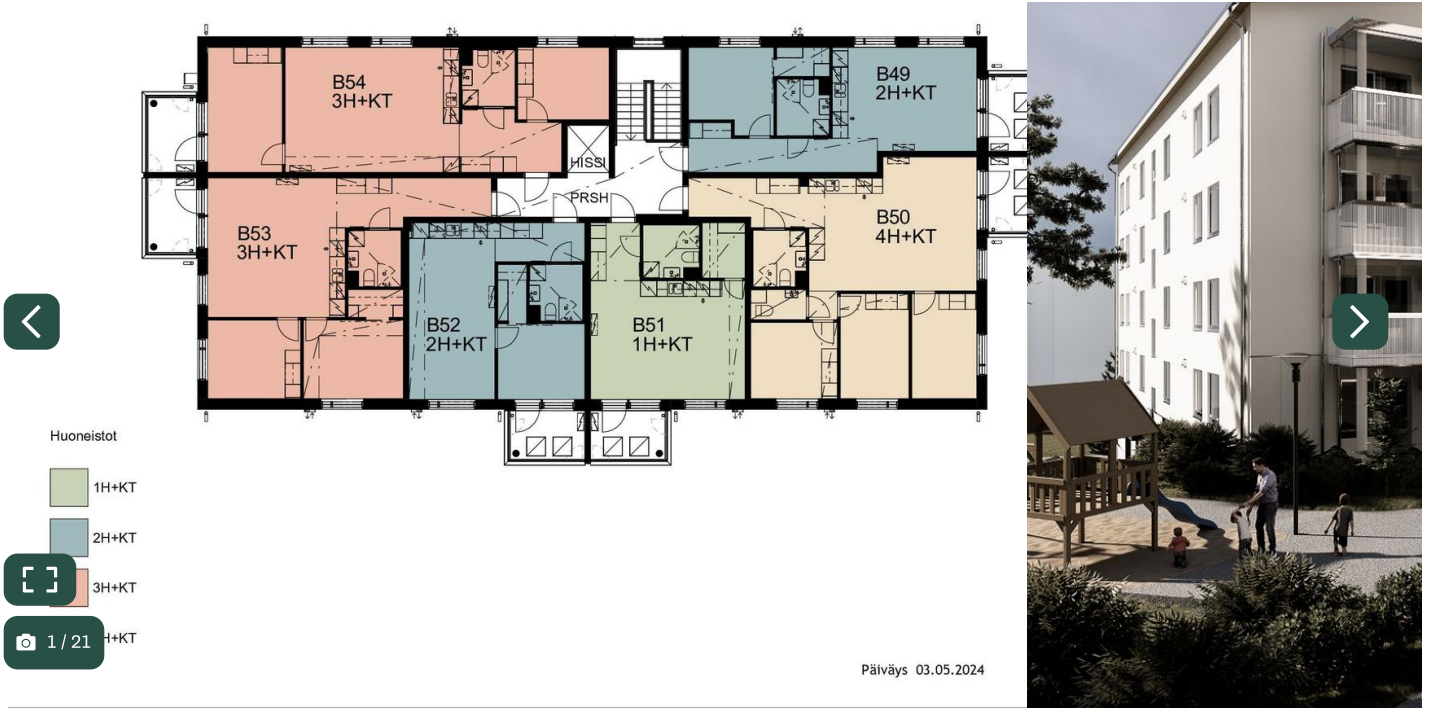 B54
3H+KT
B49
2H+KT
HISSI
PRSH
B53
3H+KT
B50
4H+KT
B52
2H+KT
B51
1H+KT
Huoneistot
1H+KT
2H+KT
3H+KT
H+KT
1 / 21
Päiväys 03.05.2024